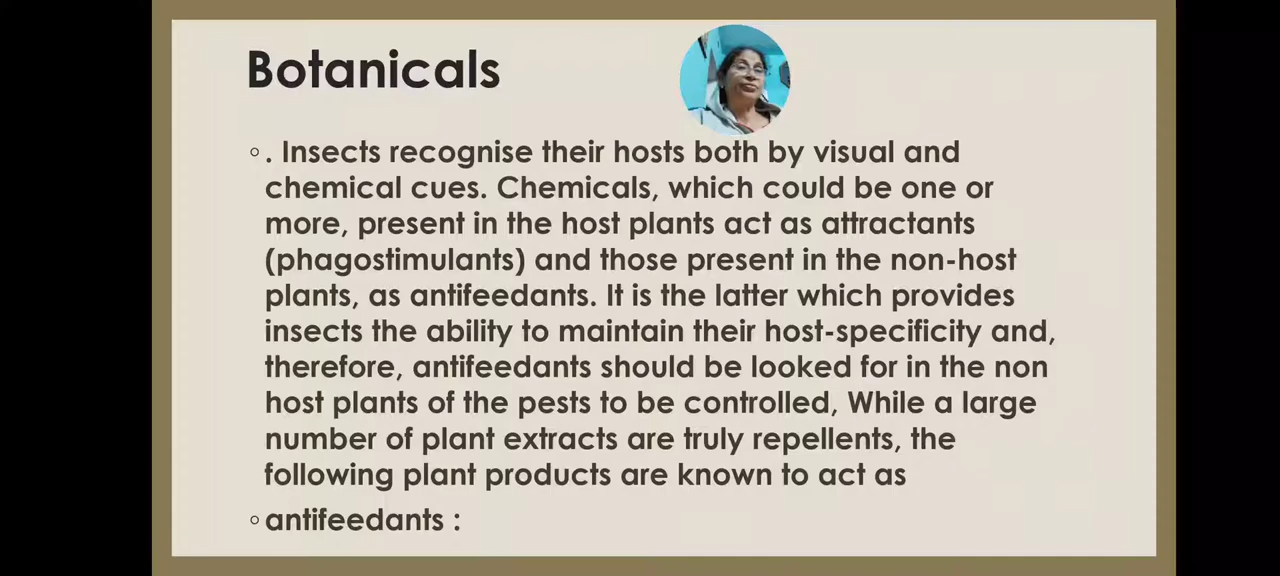 Botanicals
◦. Insects recognise their hosts both by visual and
chemical cues. Chemicals, which could be one or
more, present in the host plants act as attractants
(phagostimulants) and those present in the non-host
plants, as antifeedants. It is the latter which provides
insects the ability to maintain their host-specificity and,
therefore, antifeedants should be looked for in the non
host plants of the pests to be controlled, While a large
number of plant extracts are truly repellents, the
following plant products are known to act as
◦antifeedants :